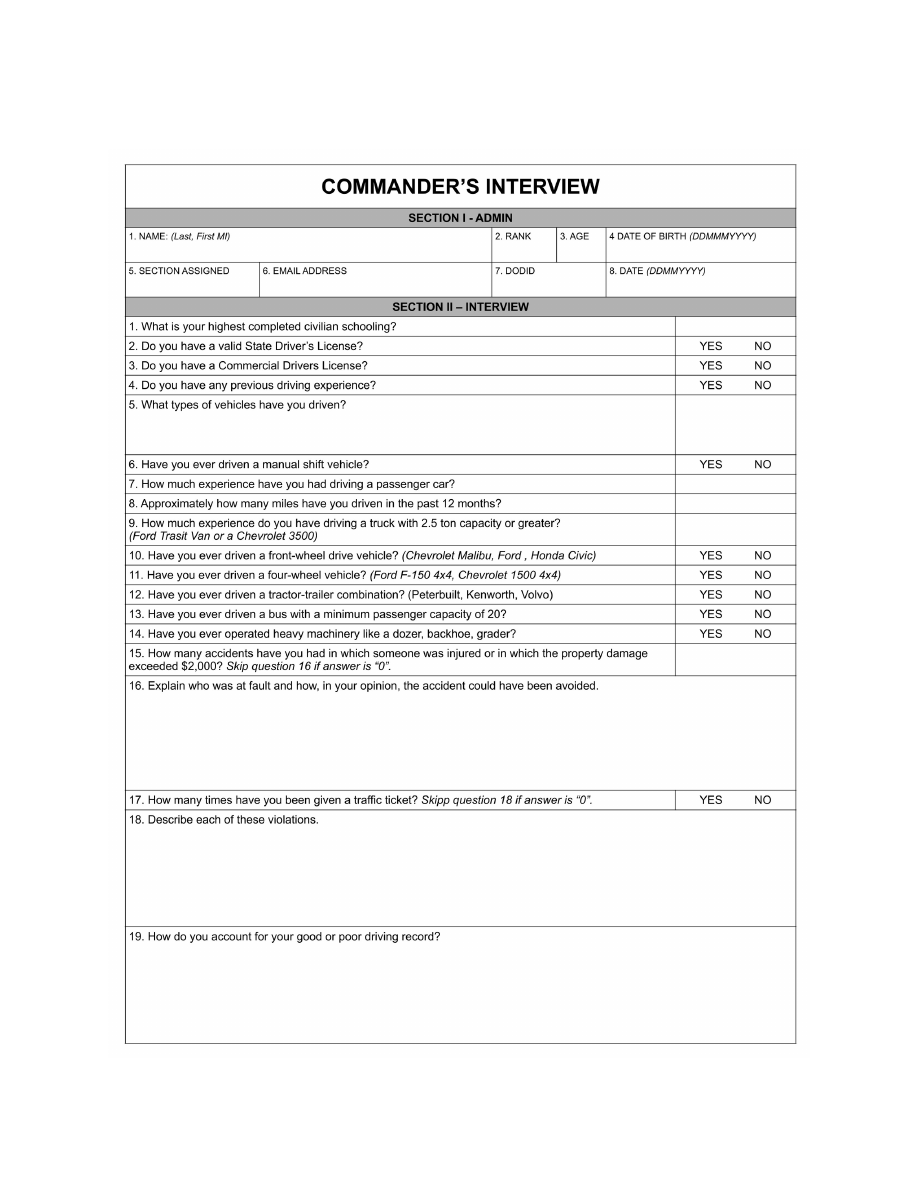 COMMANDER’S INTERVIEW
SECTION I - ADMIN
1. NAME: (Last, First MI) 2. RANK 3. AGE 4 DATE OF BIRTH (DDMMMYYYY)
5. SECTION ASSIGNED 6. EMAIL ADDRESS 7. DODID 8. DATE (DDMMYYYY)
SECTION II – INTERVIEW
1. What is your highest completed civilian schooling?
2. Do you have a valid State Driver’s License? YES NO
3. Do you have a Commercial Drivers License? YES NO
4. Do you have any previous driving experience? YES NO
5. What types of vehicles have you driven?
6. Have you ever driven a manual shift vehicle? YES NO
7. How much experience have you had driving a passenger car?
8. Approximately how many miles have you driven in the past 12 months?
9. How much experience do you have driving a truck with 2.5 ton capacity or greater?
(Ford Trasit Van or a Chevrolet 3500)
10. Have you ever driven a front-wheel drive vehicle? (Chevrolet Malibu, Ford , Honda Civic) YES NO
11. Have you ever driven a four-wheel vehicle? (Ford F-150 4x4, Chevrolet 1500 4x4) YES NO
12. Have you ever driven a tractor-trailer combination? (Peterbuilt, Kenworth, Volvo) YES NO
13. Have you ever driven a bus with a minimum passenger capacity of 20? YES NO
14. Have you ever operated heavy machinery like a dozer, backhoe, grader? YES NO
15. How many accidents have you had in which someone was injured or in which the property damage
exceeded $2,000? Skip question 16 if answer is “0”.
16. Explain who was at fault and how, in your opinion, the accident could have been avoided.
17. How many times have you been given a traffic ticket? Skipp question 18 if answer is “0”. YES NO
18. Describe each of these violations.
19. How do you account for your good or poor driving record?